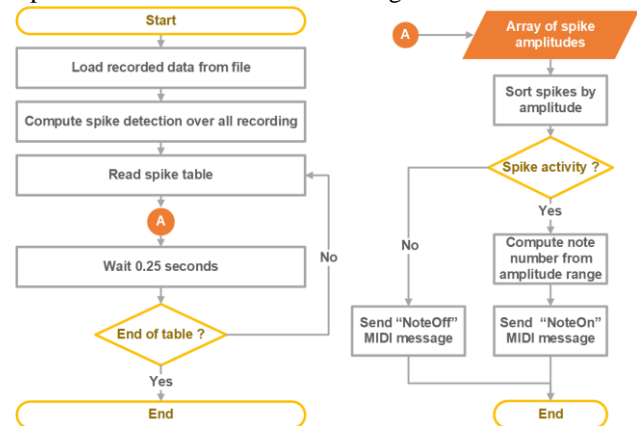 Start
Load recorded data from file
Compute spike detection over all recording
Read spike table
A
Wait 0.25 seconds
No
End of table ?
Yes
End
A
Array of spike
amplitudes
Sort spikes by
amplitude
Spike activity ?
Yes
No
Compute note
number from
amplitude range
Send “NoteOff”
MIDI message
Send “NoteOn”
MIDI message
End